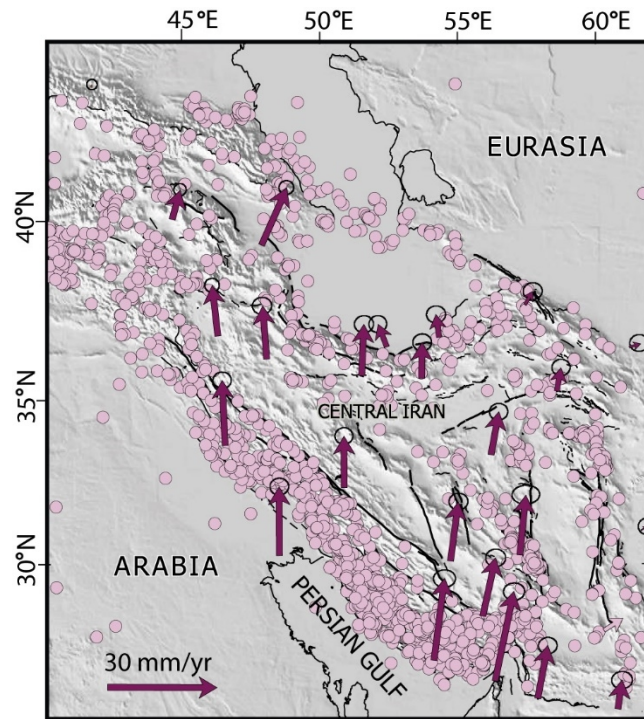 45°E 50°E 55°E 60°E
EURASIA
40°N
35°N
CENTRAL IRAN
30°N
ARABIA
PERSIAN GULF
30 mm/yr